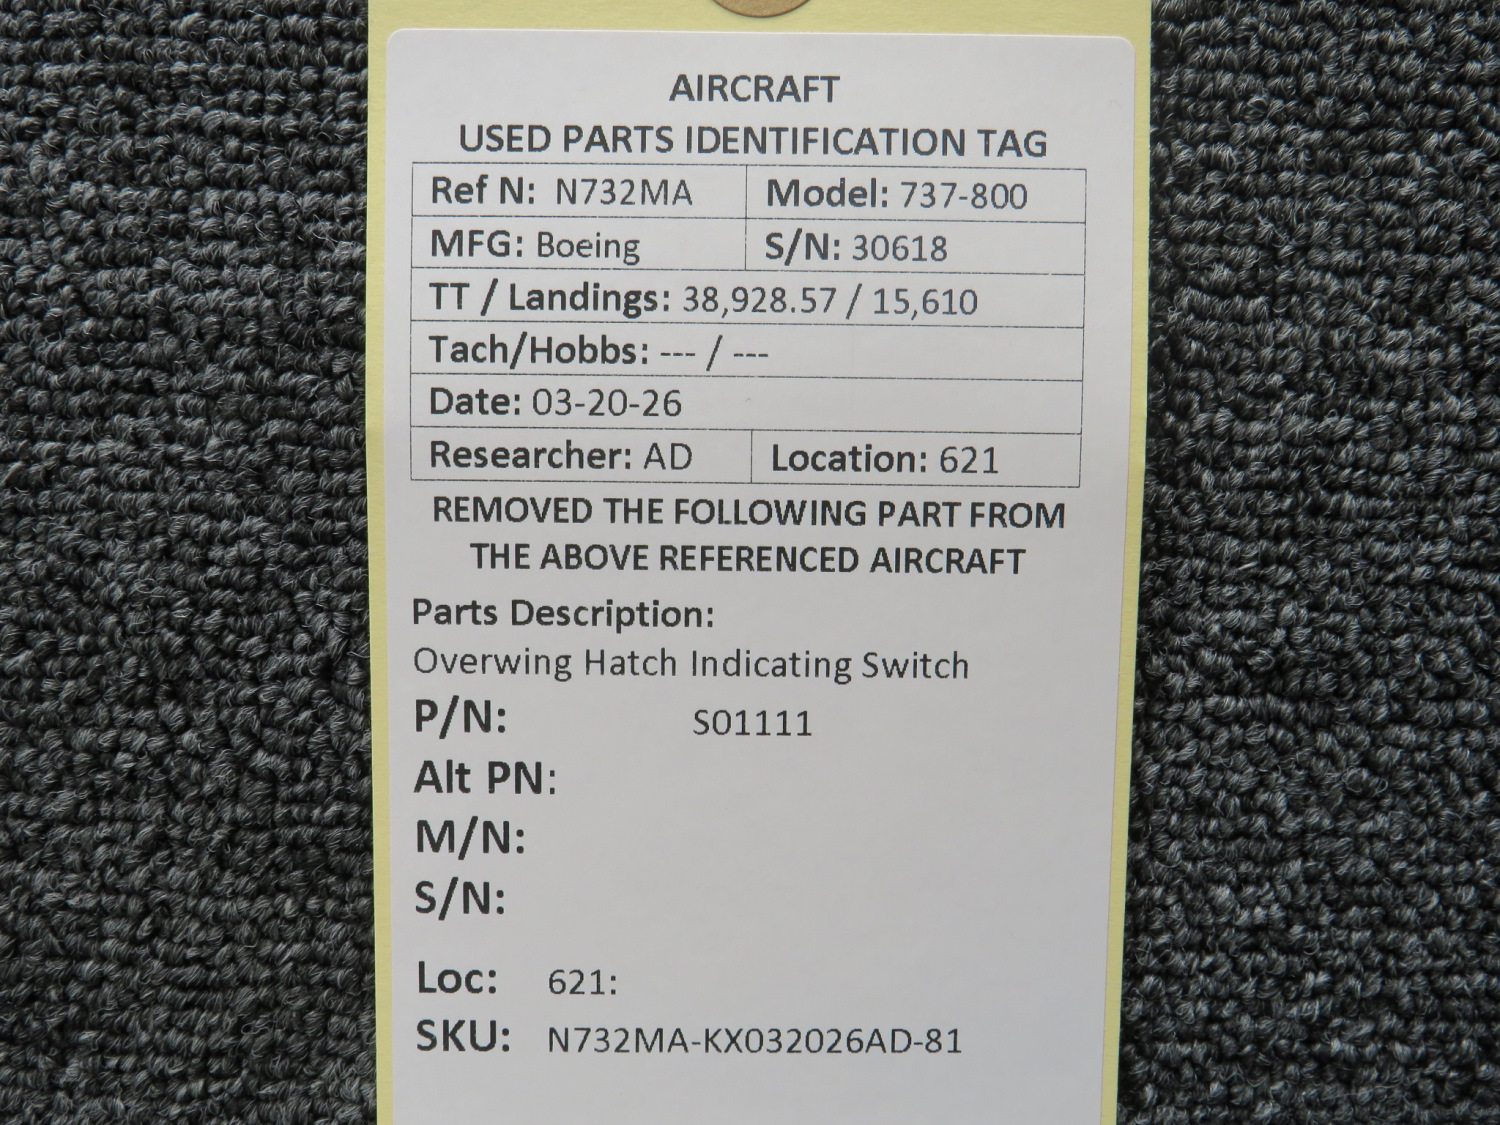 AIRCRAFT
USED PARTS IDENTIFICATION TAG
Ref N: N732MA Model: 737-800
MFG: Boeing S/N: 30618
TT / Landings: 38,928.57 / 15,610
Tach/Hobbs: --- / ---
Date: 03-20-26
Researcher: AD Location: 621
REMOVED THE FOLLOWING PART FROM
THE ABOVE REFERENCED AIRCRAFT
Parts Description:
Overwing Hatch Indicating Switch
P/N: S01111
Alt PN:
M/N:
S/N:
Loc: 621:
SKU: N732MA-KX032026AD-81